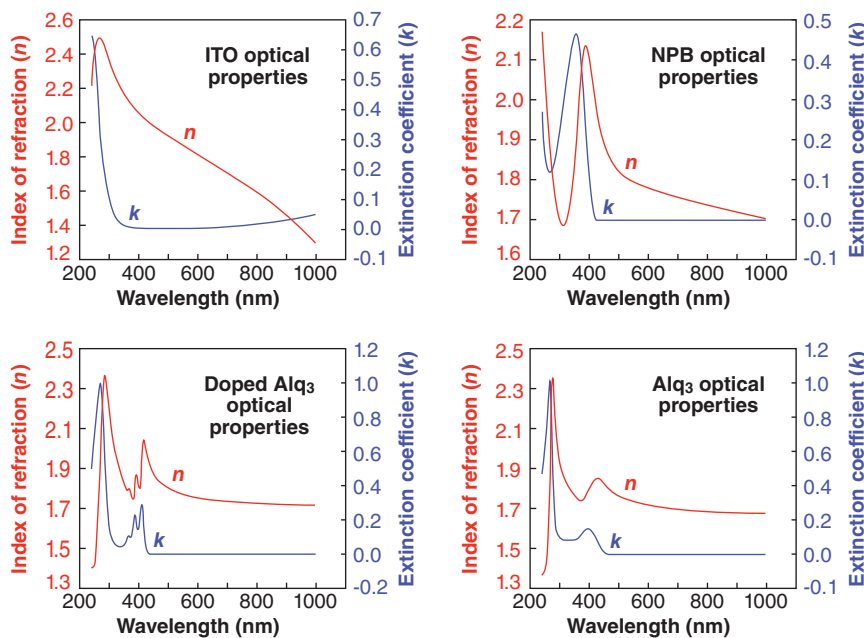 ITO optical
properties
Index of refraction (n)
2.6
2.4
2.2
2.0
1.8
1.6
1.4
1.2
n
k
0.7
0.6
0.5
0.4
0.3
0.2
0.1
0.0
-0.1
Extinction coefficient (k)
200 400 600 800 1000
Wavelength (nm)
NPB optical
properties
Index of refraction (n)
2.2
2.1
2.0
1.9
1.8
1.7
1.6
n
k
0.5
0.4
0.3
0.2
0.1
0.0
-0.1
Extinction coefficient (k)
200 400 600 800 1000
Wavelength (nm)
Doped Alq₃
optical
properties
Index of refraction (n)
2.5
2.3
2.1
1.9
1.7
1.5
1.3
n
k
1.2
1.0
0.8
0.6
0.4
0.2
0.0
-0.2
Extinction coefficient (k)
200 400 600 800 1000
Wavelength (nm)
Alq₃ optical
properties
Index of refraction (n)
2.5
2.3
2.1
1.9
1.7
1.5
1.3
n
k
1.2
1.0
0.8
0.6
0.4
0.2
0.0
-0.1
Extinction coefficient (k)
200 400 600 800 1000
Wavelength (nm)